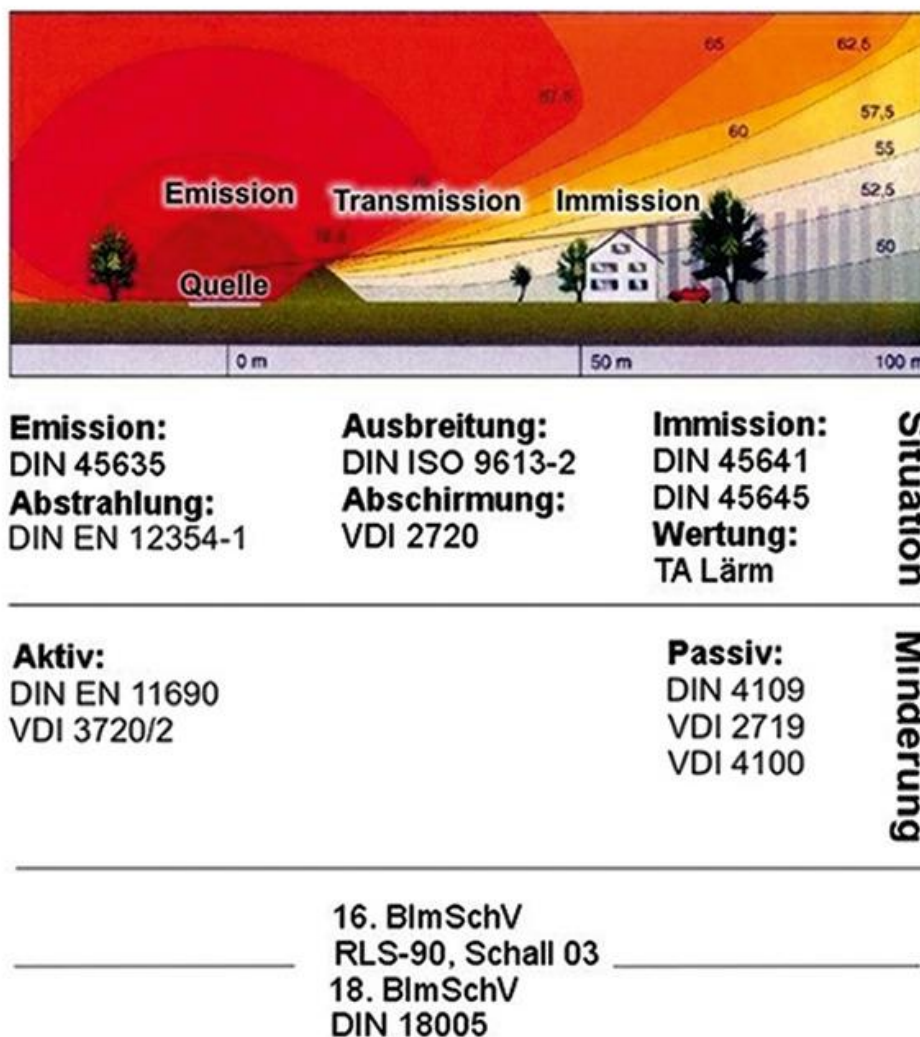 65
62,5
67,5
57,5
60
55
52,5
Emission
Transmission
Immission
50
Quelle
0 m
50 m
100 m
Emission:
DIN 45635
Abstrahlung:
DIN EN 12354-1
Ausbreitung:
DIN ISO 9613-2
Abschirmung:
VDI 2720
Immission:
DIN 45641
DIN 45645
Wertung:
TA Lärm
Situation
Aktiv:
DIN EN 11690
VDI 3720/2
Passiv:
DIN 4109
VDI 2719
VDI 4100
Minderung
16. BImSchV
RLS-90, Schall 03
18. BImSchV
DIN 18005